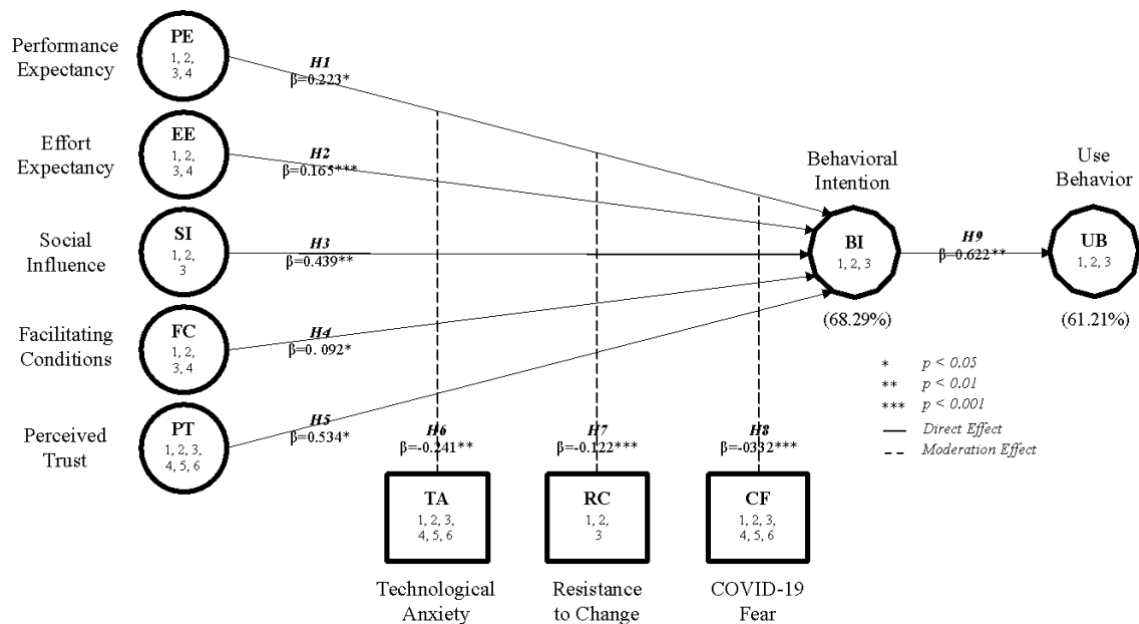 Performance
Expectancy
PE
1, 2,
3, 4
H1
β=0.223*
Effort
Expectancy
EE
1, 2,
3, 4
H2
β=0.165***
Social
Influence
SI
1, 2,
3
H3
β=0.439**
Facilitating
Conditions
FC
1, 2,
3, 4
H4
β=0. 092*
Perceived
Trust
PT
1, 2, 3,
4, 5, 6
H5
β=0.534*
Behavioral
Intention
BI
1, 2, 3
(68.29%)
H9
β=0.622**
Use
Behavior
UB
1, 2, 3
(61.21%)
* p < 0.05
** p < 0.01
*** p < 0.001
Direct Effect
Moderation Effect
H6
β=-0.241**
TA
1, 2, 3,
4, 5, 6
Technological
Anxiety
H7
β=-0.122***
RC
1, 2,
3
Resistance
to Change
H8
β=-0332***
CF
1, 2, 3,
4, 5, 6
COVID-19
Fear